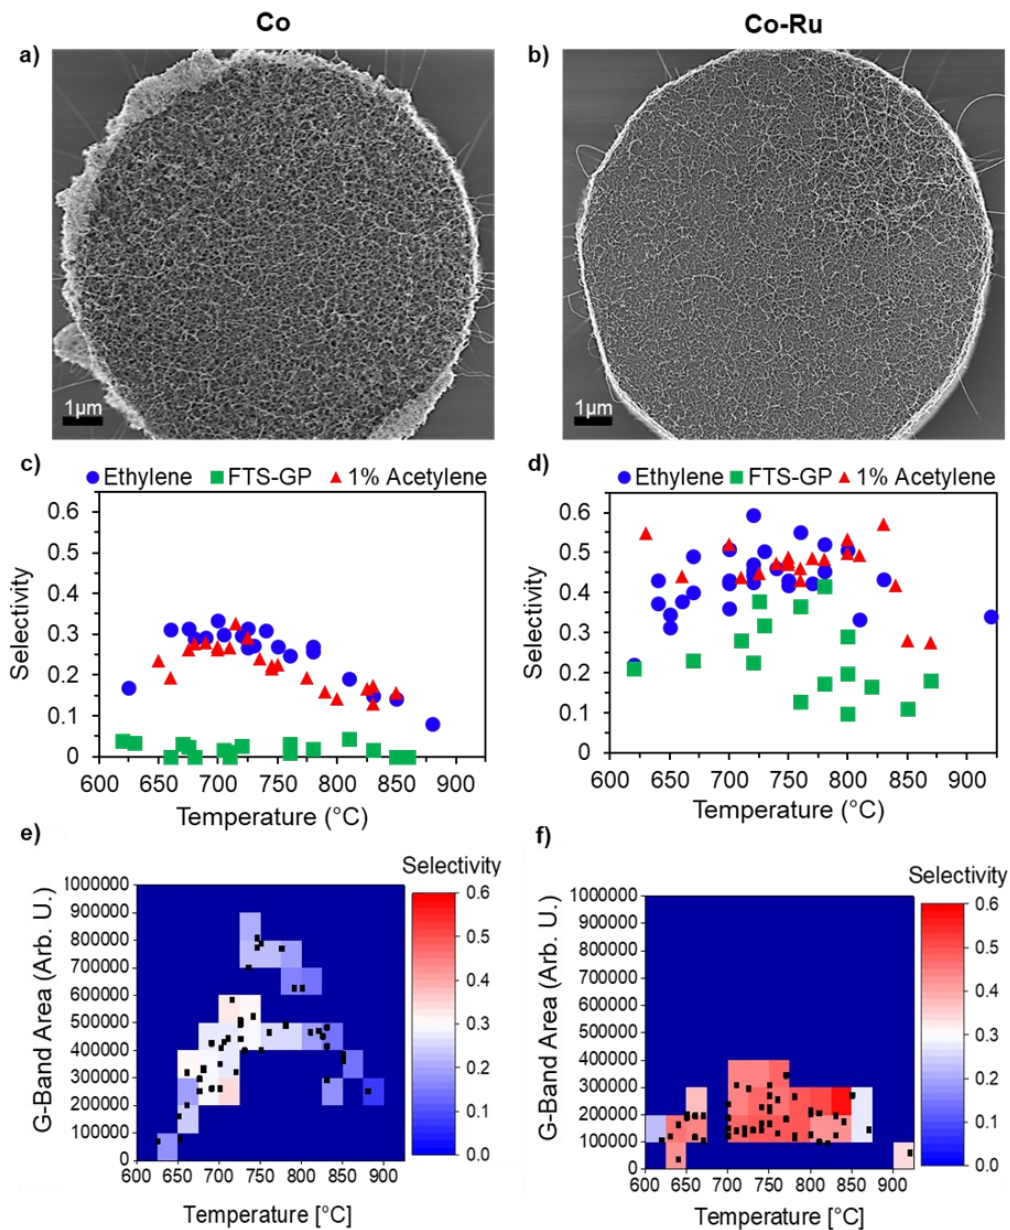 Co
Co-Ru
a)
b)
1µm
1µm
c)
Ethylene
FTS-GP
1% Acetylene
d)
Ethylene
FTS-GP
1% Acetylene
Selectivity
0.6
0.5
0.4
0.3
0.2
0.1
0
600 650 700 750 800 850 900
Temperature (°C)
Selectivity
0.6
0.5
0.4
0.3
0.2
0.1
0
600 650 700 750 800 850 900
Temperature (°C)
e)
G-Band Area (Arb. U.)
1000000
900000
800000
700000
600000
500000
400000
300000
200000
100000
0
600 650 700 750 800 850 900
Temperature [°C]
Selectivity
0.6
0.5
0.4
0.3
0.2
0.1
0.0
f)
G-Band Area (Arb. U.)
1000000
900000
800000
700000
600000
500000
400000
300000
200000
100000
0
600 650 700 750 800 850 900
Temperature [°C]
Selectivity
0.6
0.5
0.4
0.3
0.2
0.1
0.0